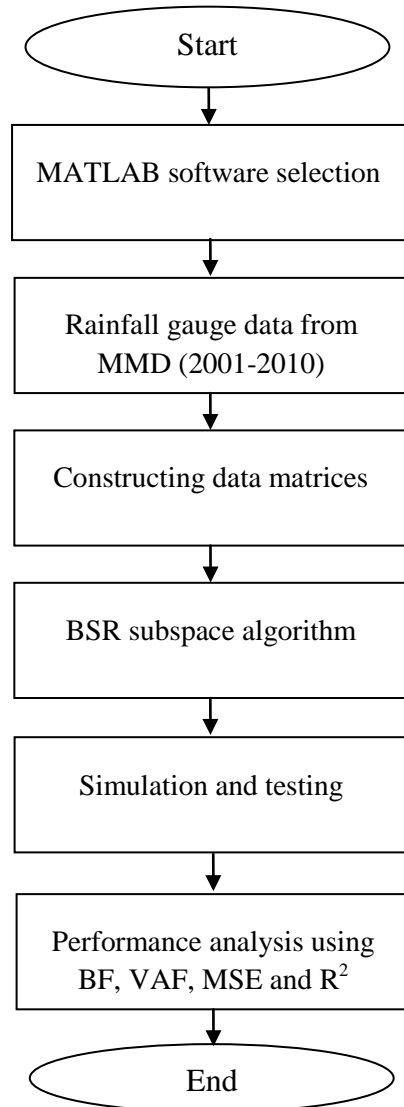 Start
MATLAB software selection
Rainfall gauge data from
MMD (2001-2010)
Constructing data matrices
BSR subspace algorithm
Simulation and testing
Performance analysis using
BF, VAF, MSE and R²
End